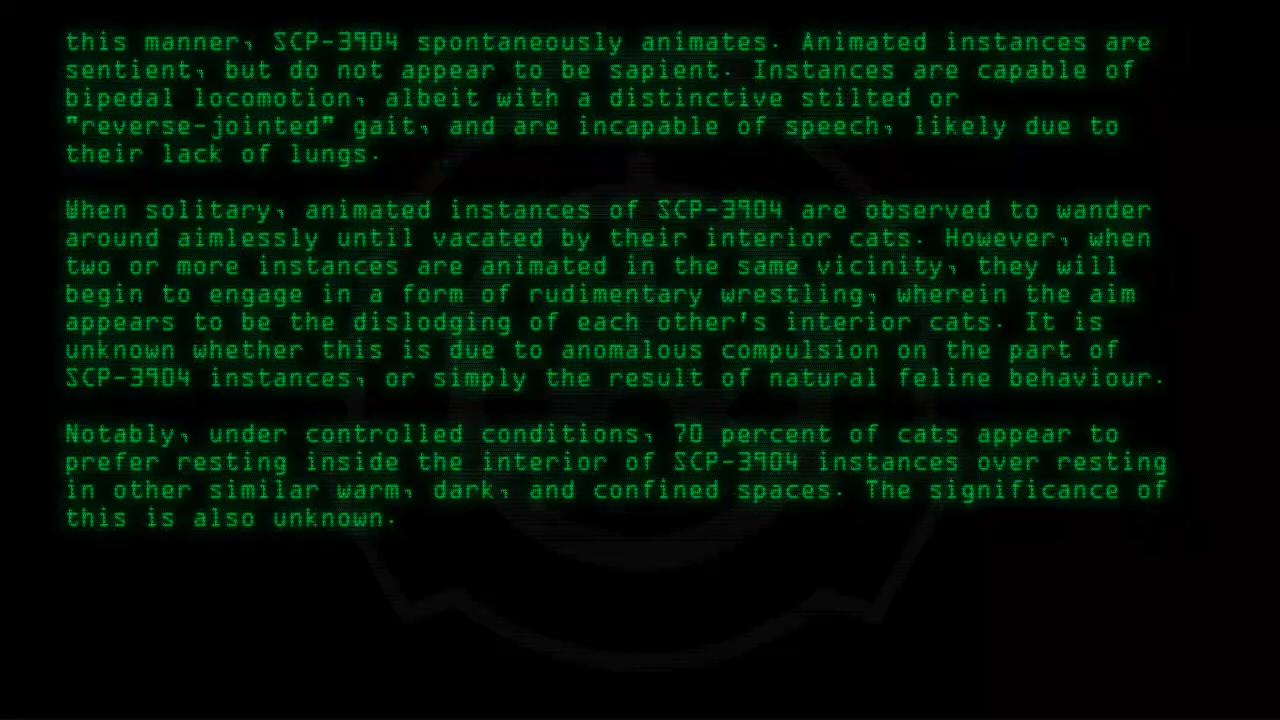 this manner, SCP-3904 spontaneously animates. Animated instances are
sentient, but do not appear to be sapient. Instances are capable of
bipedal locomotion, albeit with a distinctive stilted or
"reverse-jointed" gait, and are incapable of speech, likely due to
their lack of lungs.
When solitary, animated instances of SCP-3904 are observed to wander
around aimlessly until vacated by their interior cats. However, when
two or more instances are animated in the same vicinity, they will
begin to engage in a form of rudimentary wrestling, wherein the aim
appears to be the dislodging of each other's interior cats. It is
unknown whether this is due to anomalous compulsion on the part of
SCP-3904 instances, or simply the result of natural feline behaviour.
Notably, under controlled conditions, 70 percent of cats appear to
prefer resting inside the interior of SCP-3904 instances over resting
in other similar warm, dark, and confined spaces. The significance of
this is also unknown.